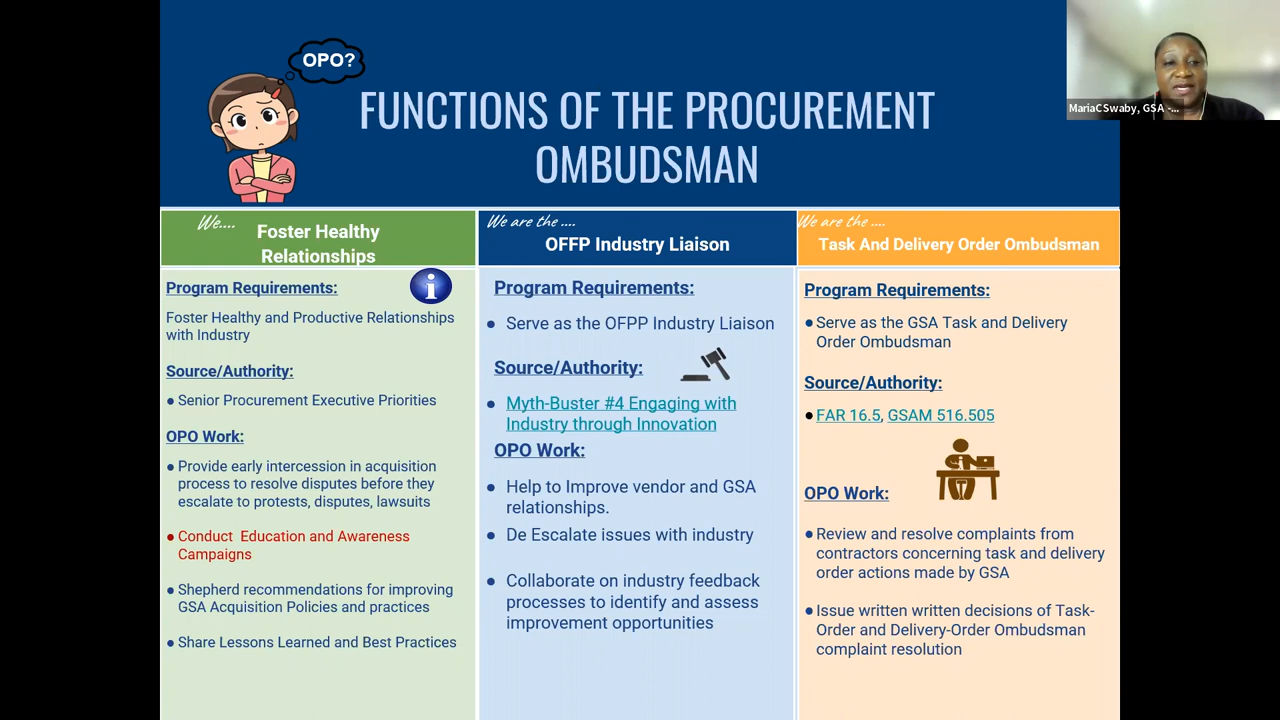 OPO?
FUNCTIONS OF THE PROCUREMENT
OMBUDSMAN
MariaCSwaby, GSA -...
We....
Foster Healthy
Relationships
Program Requirements:
Foster Healthy and Productive Relationships
with Industry
Source/Authority:
● Senior Procurement Executive Priorities
OPO Work:
● Provide early intercession in acquisition
process to resolve disputes before they
escalate to protests, disputes, lawsuits
● Conduct Education and Awareness
Campaigns
● Shepherd recommendations for improving
GSA Acquisition Policies and practices
● Share Lessons Learned and Best Practices
We are the ....
OFFP Industry Liaison
Program Requirements:
● Serve as the OFPP Industry Liaison
Source/Authority:
● Myth-Buster #4 Engaging with
Industry through Innovation
OPO Work:
● Help to Improve vendor and GSA
relationships.
● De Escalate issues with industry
● Collaborate on industry feedback
processes to identify and assess
improvement opportunities
We are the ....
Task And Delivery Order Ombudsman
Program Requirements:
● Serve as the GSA Task and Delivery
Order Ombudsman
Source/Authority:
● FAR 16.5, GSAM 516.505
OPO Work:
● Review and resolve complaints from
contractors concerning task and delivery
order actions made by GSA
● Issue written written decisions of Task-
Order and Delivery-Order Ombudsman
complaint resolution